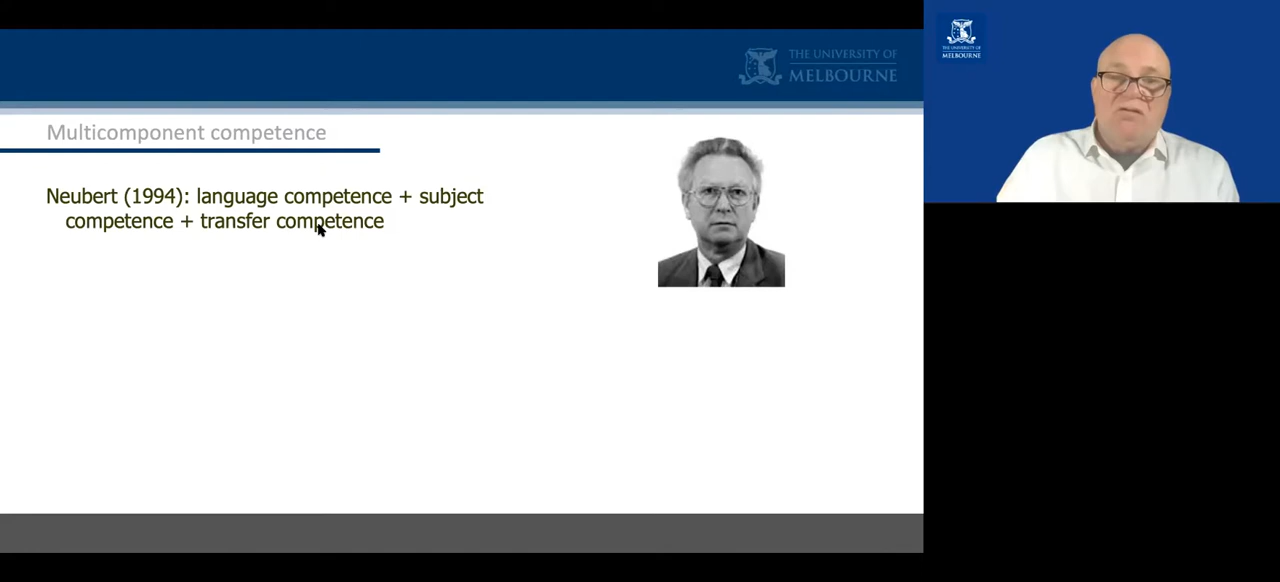 THE UNIVERSITY OF
MELBOURNE
THE UNIVERSITY OF
MELBOURNE
Multicomponent competence
Neubert (1994): language competence + subject
competence + transfer competence